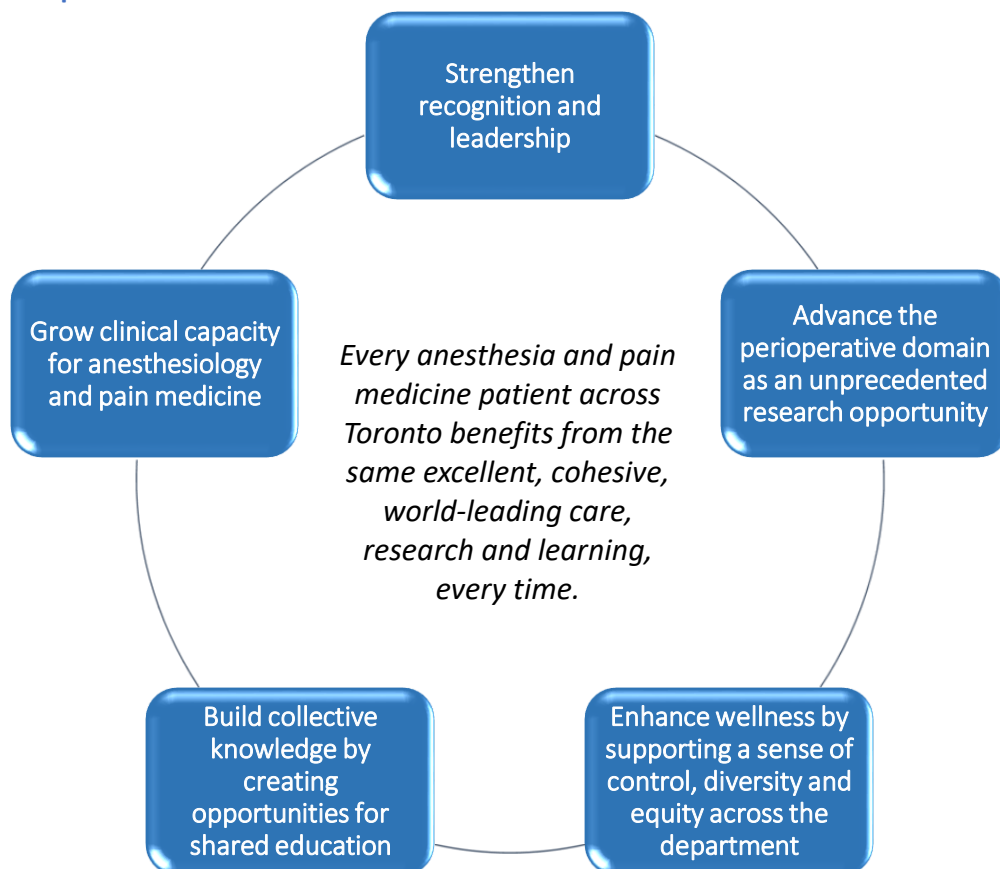 Strengthen
recognition and
leadership
Advance the
perioperative domain
as an unprecedented
research opportunity
Enhance wellness by
supporting a sense of
control, diversity and
equity across the
department
Build collective
knowledge by
creating
opportunities for
shared education
Grow clinical capacity
for anesthesiology
and pain medicine
Every anesthesia and pain
medicine patient across
Toronto benefits from the
same excellent, cohesive,
world-leading care,
research and learning,
every time.